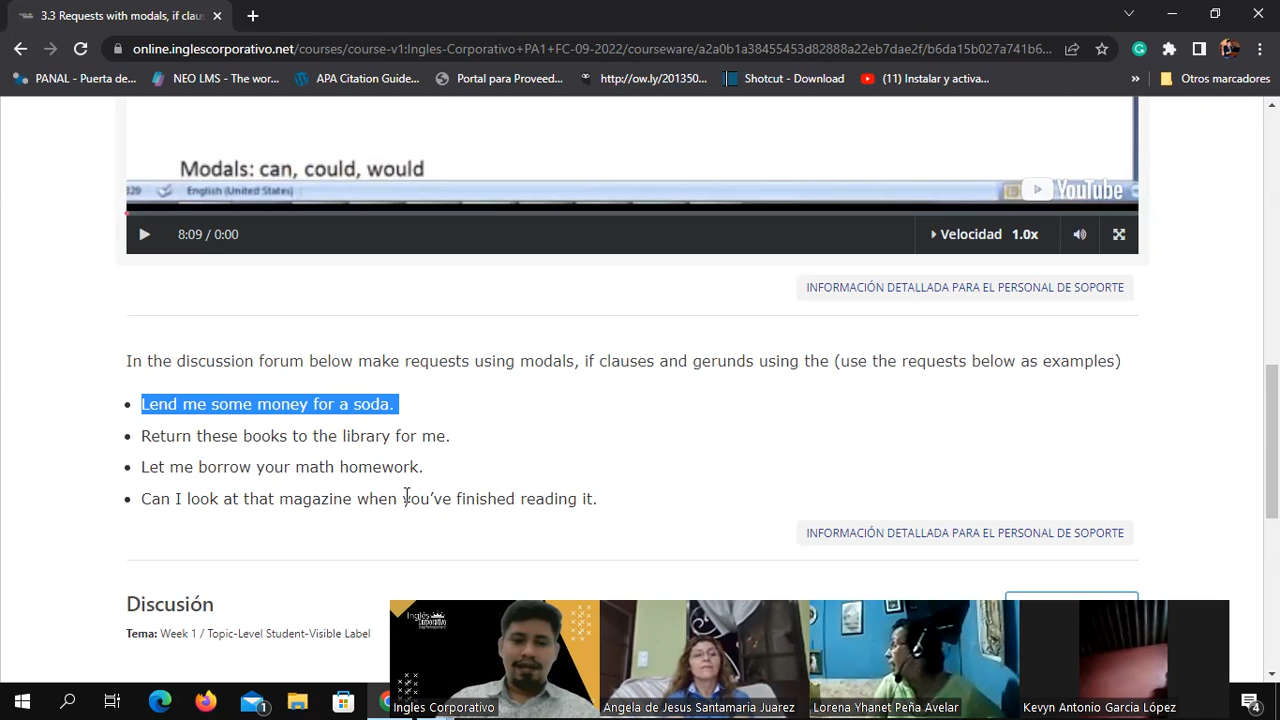 3.3 Requests with modals, if clau
online.inglescorporativo.net/courses/course-v1:Ingles-Corporativo+PA1+FC-09-2022/courseware/a2a0b1a38455453d82888a22eb7dae2f/b6da15b027a741b6...
PANAL - Puerta de...
NEO LMS - The wor...
APA Citation Guide...
Portal para Proveed...
http://ow.ly/201350...
Shotcut - Download
(11) Instalar y activa...
»
Otros marcadores
Modals: can, could, would
329
English (United States)
YouTube
8:09 / 0:00
Velocidad 1.0x
INFORMACIÓN DETALLADA PARA EL PERSONAL DE SOPORTE
In the discussion forum below make requests using modals, if clauses and gerunds using the (use the requests below as examples)
• Lend me some money for a soda.
• Return these books to the library for me.
• Let me borrow your math homework.
• Can I look at that magazine when you’ve finished reading it.
INFORMACIÓN DETALLADA PARA EL PERSONAL DE SOPORTE
Discusión
Tema: Week 1 / Topic-Level Student-Visible Label
Inglés
Corporativo
Ingles Corporativo
Angela de Jesus Santamaria Juarez
Lorena Yhanet Peña Avelar
Kevyn Antonio Garcia López
1
4